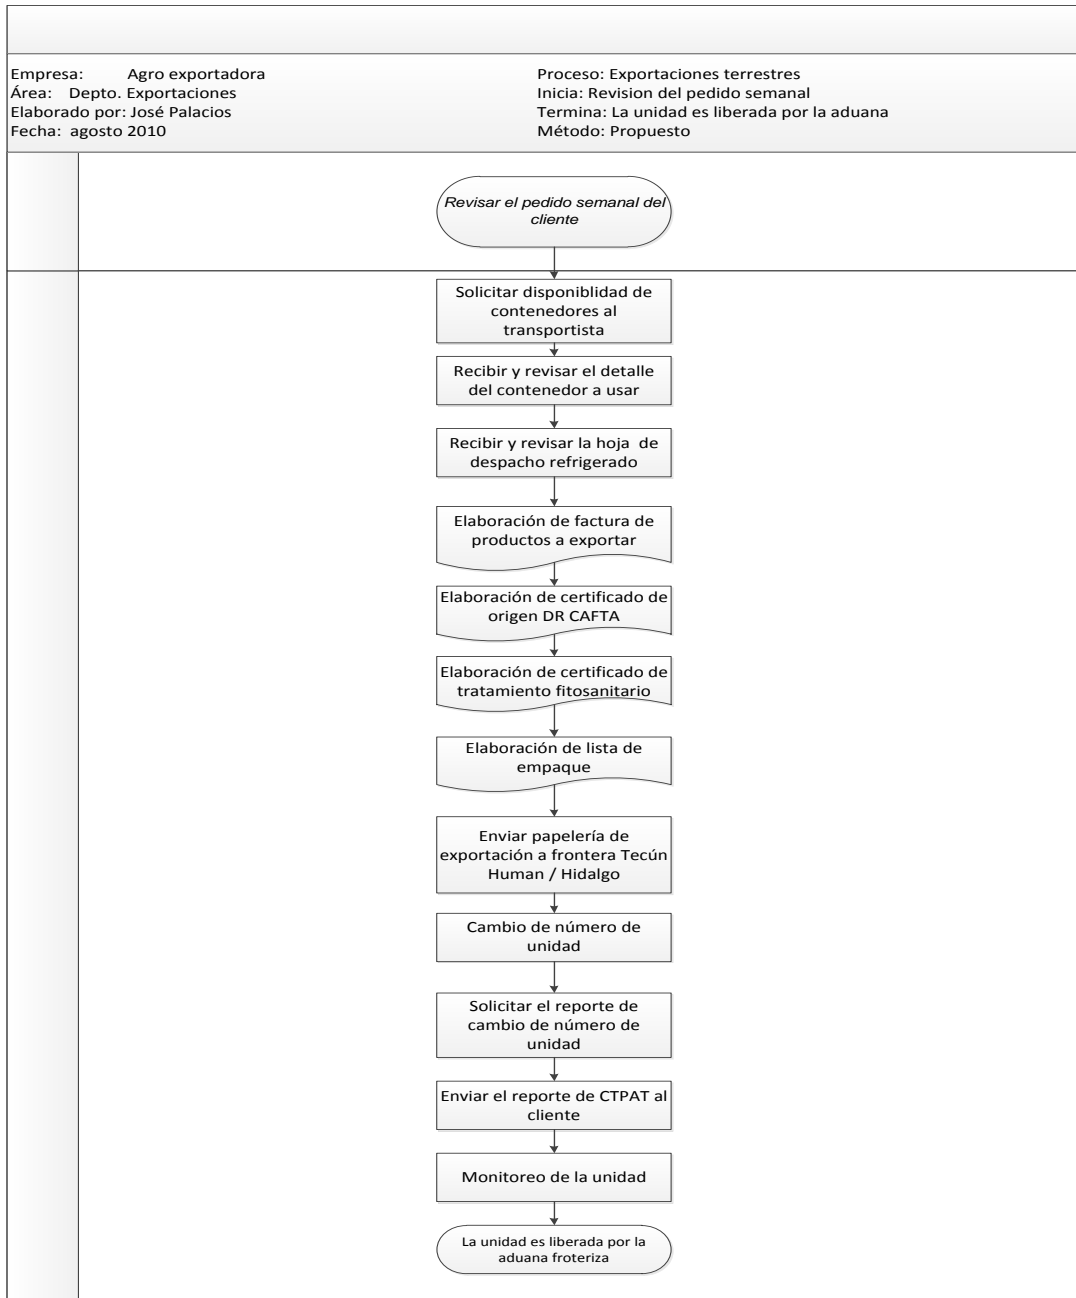 Empresa: Agro exportadora
Área: Depto. Exportaciones
Elaborado por: José Palacios
Fecha: agosto 2010
Proceso: Exportaciones terrestres
Inicia: Revision del pedido semanal
Termina: La unidad es liberada por la aduana
Método: Propuesto
Revisar el pedido semanal del
cliente
Solicitar disponiblidad de
contenedores al
transportista
Recibir y revisar el detalle
del contenedor a usar
Recibir y revisar la hoja de
despacho refrigerado
Elaboración de factura de
productos a exportar
Elaboración de certificado de
origen DR CAFTA
Elaboración de certificado de
tratamiento fitosanitario
Elaboración de lista de
empaque
Enviar papelería de
exportación a frontera Tecún
Human / Hidalgo
Cambio de número de
unidad
Solicitar el reporte de
cambio de número de
unidad
Enviar el reporte de CTPAT al
cliente
Monitoreo de la unidad
La unidad es liberada por la
aduana froteriza